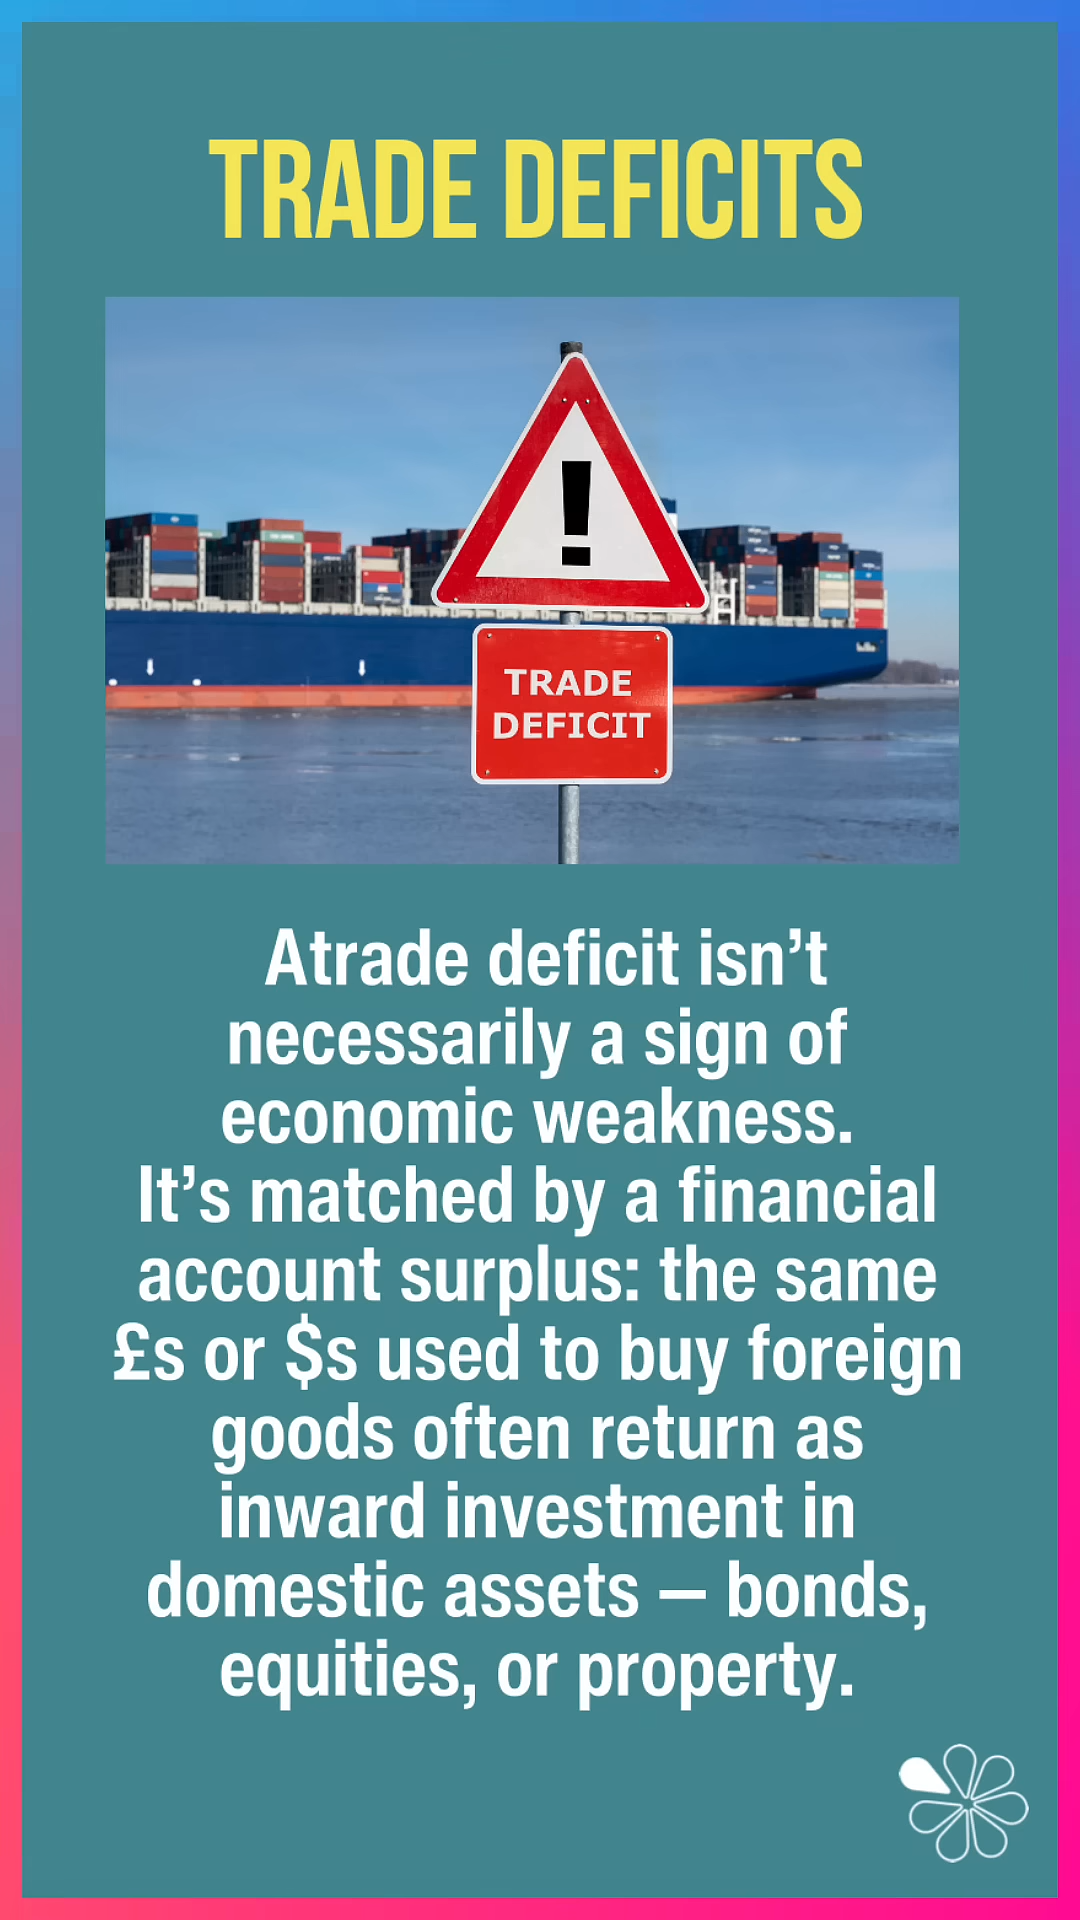 TRADE DEFICITS
TRADE
DEFICIT
Atrade deficit isn’t
necessarily a sign of
economic weakness.
It’s matched by a financial
account surplus: the same
£s or $s used to buy foreign
goods often return as
inward investment in
domestic assets – bonds,
equities, or property.